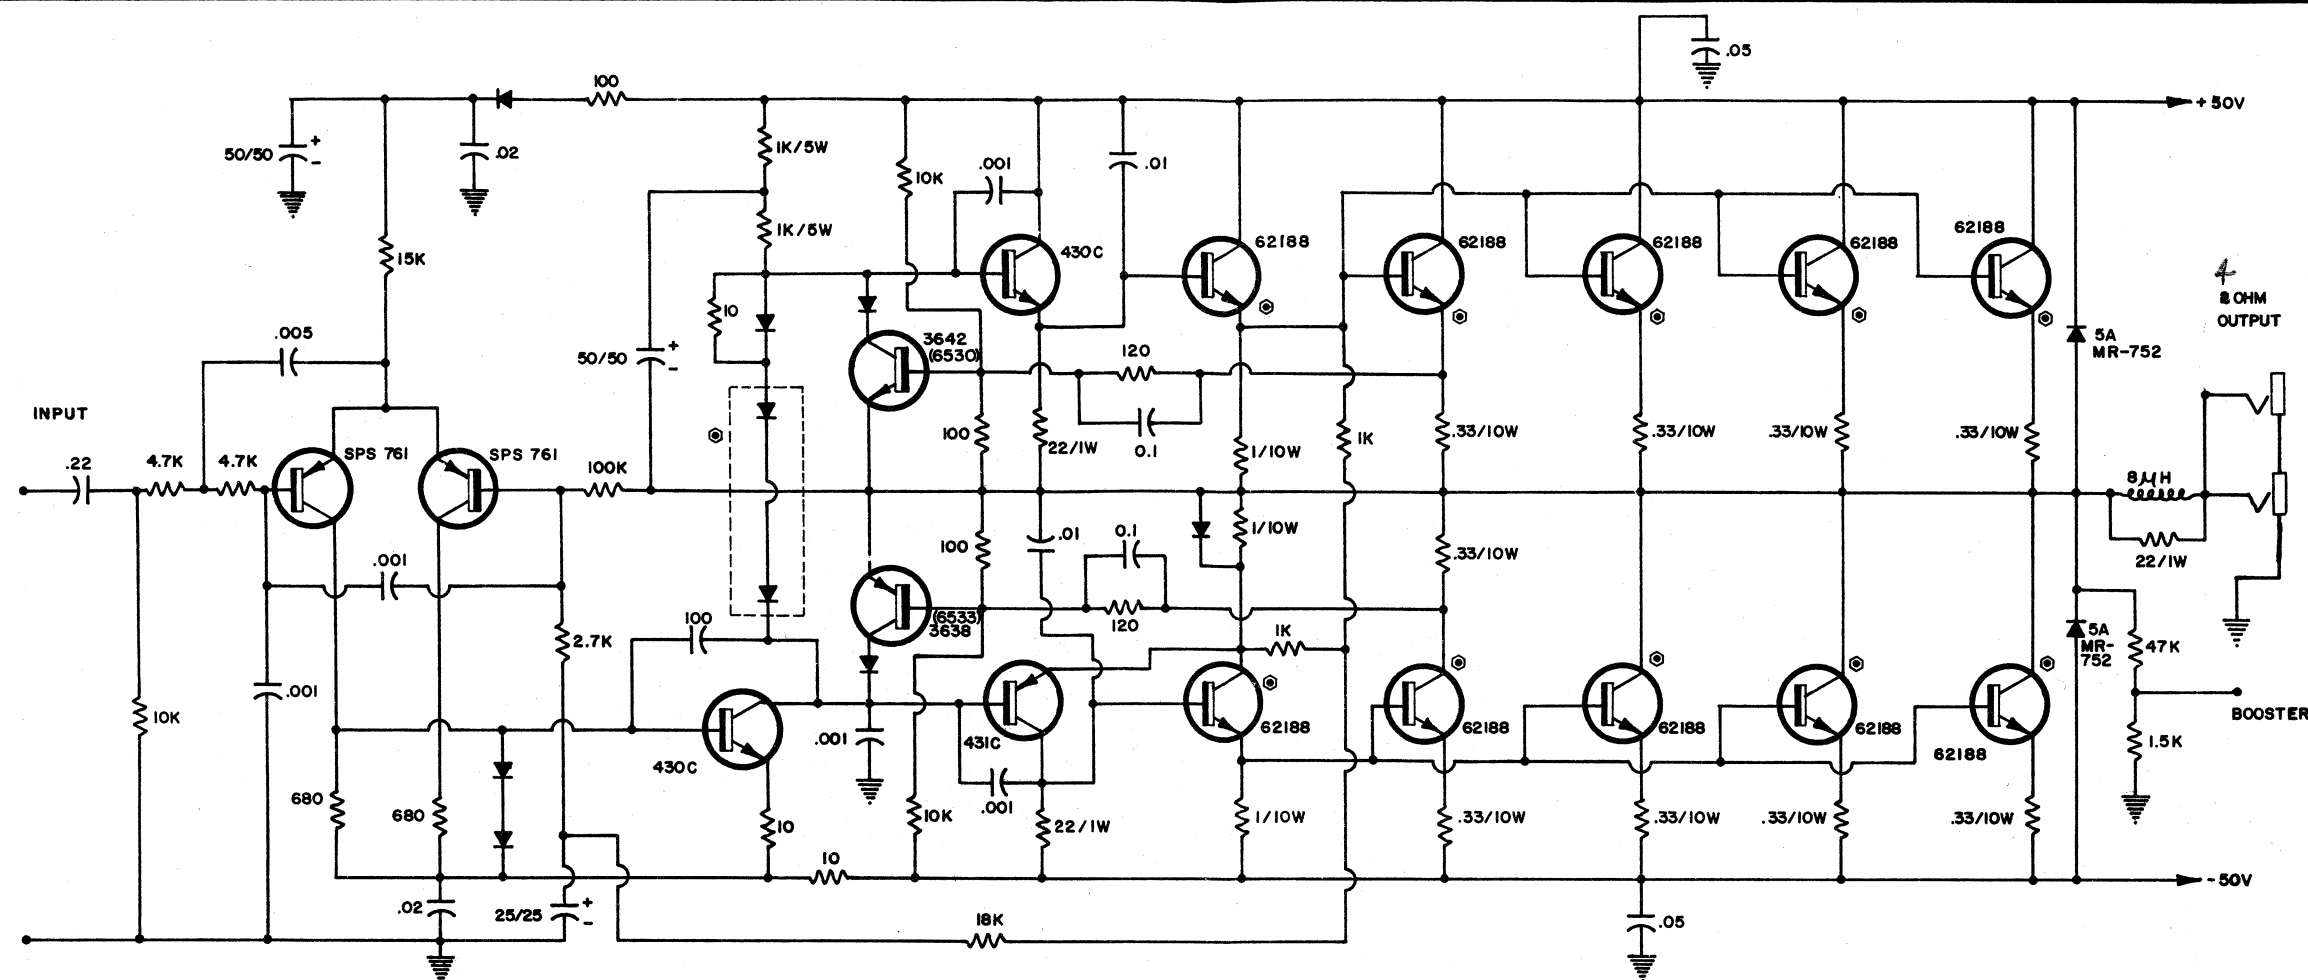 .05
100
+50V
50/50
+
-
.02
1K/5W
10K
.001
.01
1K/5W
15K
430C
62188
62188
62188
62188
62188
4
8 OHM
OUTPUT
10
.005
50/50
+
-
3642
(6530)
120
5A
MR-752
INPUT
SPS 761
SPS 761
100
22/1W
0.1
1/10W
1K
.33/10W
.33/10W
.33/10W
.33/10W
.22
4.7K
4.7K
100K
8µH
100
.01
0.1
1/10W
.33/10W
22/1W
.001
120
(6533)
3638
2.7K
100
1K
5A
MR-
752
47K
.001
10K
BOOSTER
430C
.001
431C
62188
62188
62188
62188
62188
1.5K
680
680
10
.001
10K
22/1W
1/10W
.33/10W
.33/10W
.33/10W
.33/10W
10
-50V
.02
25/25
+
-
18K
.05